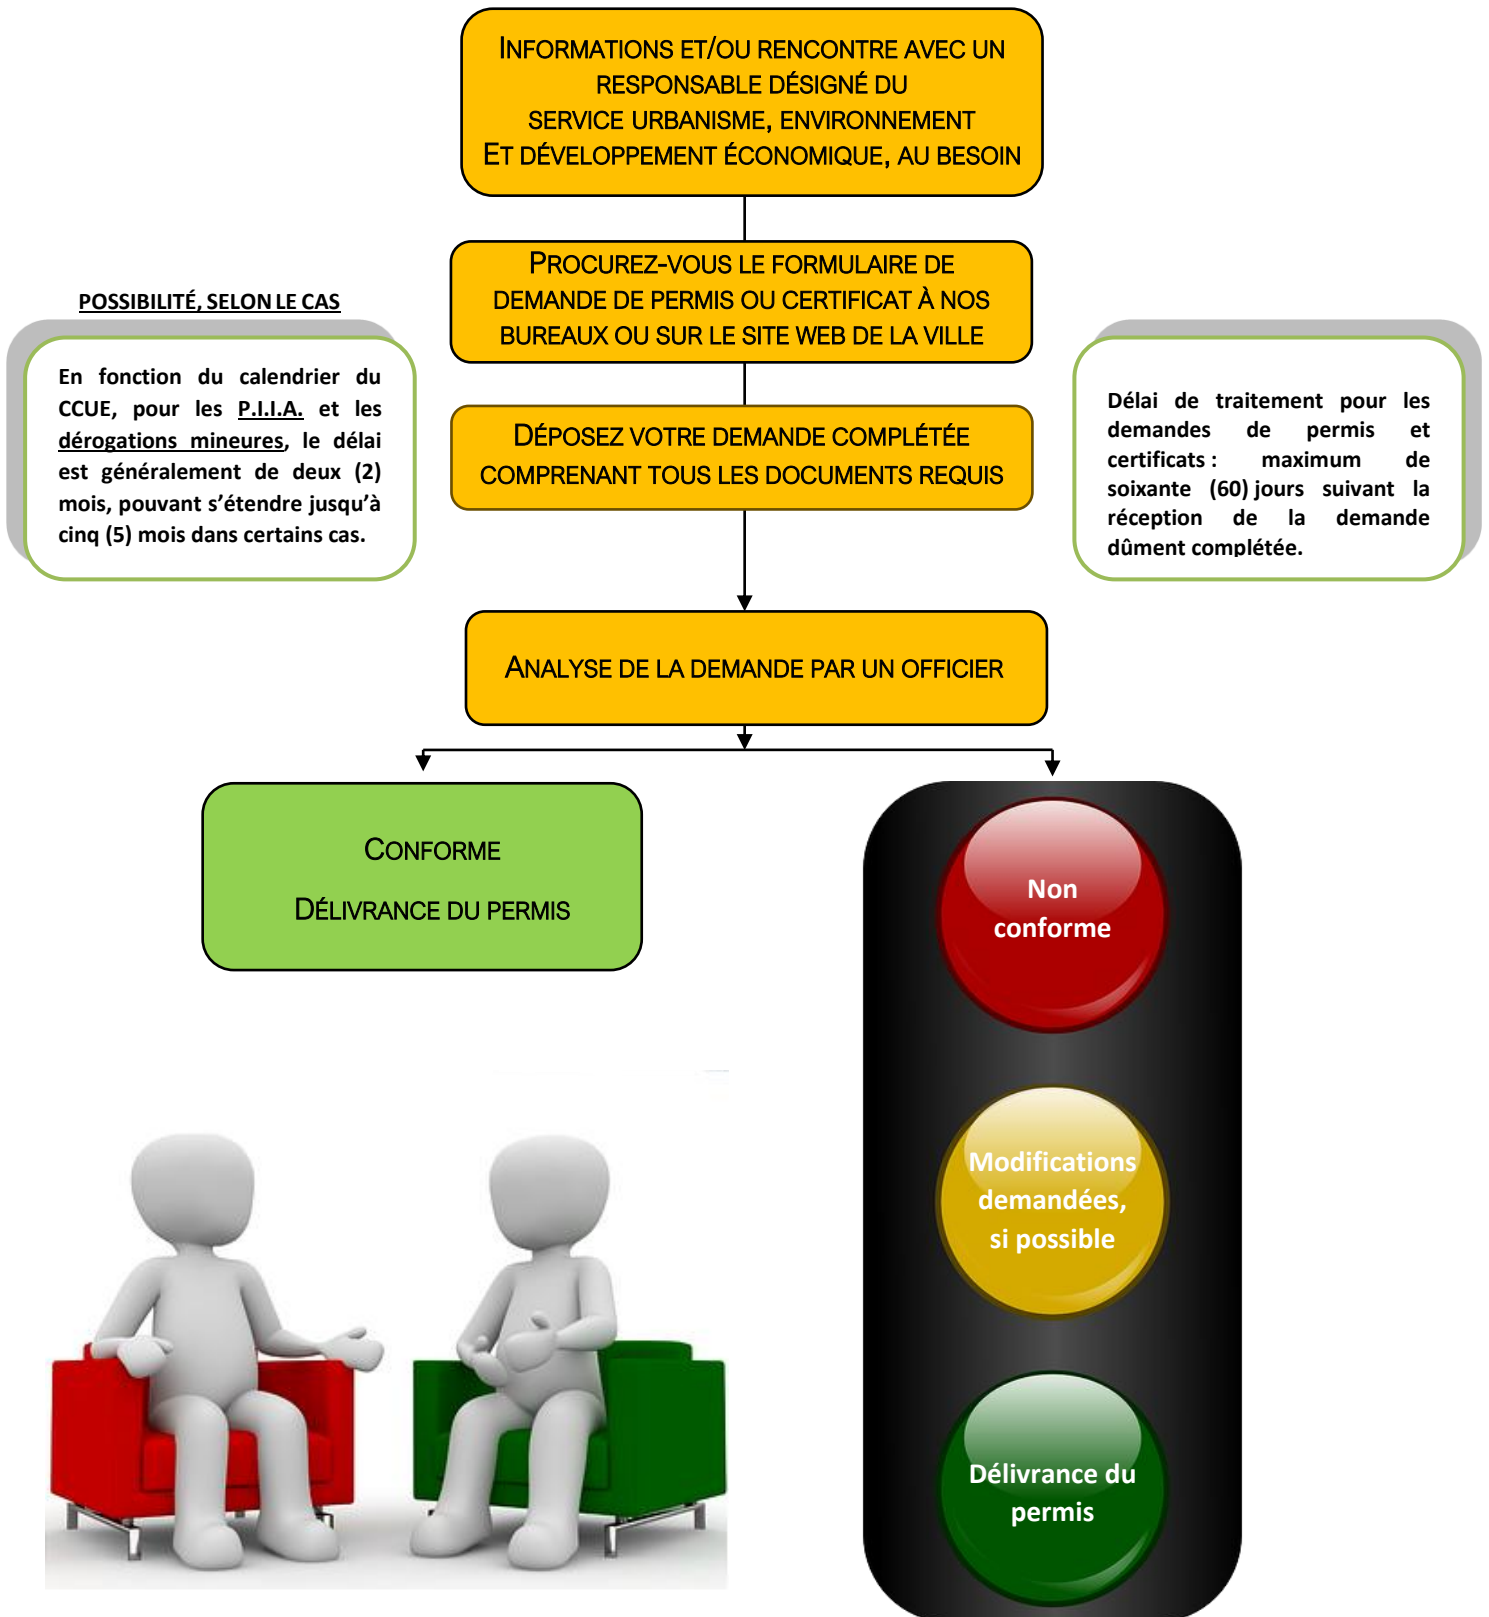 INFORMATIONS ET/OU RENCONTRE AVEC UN
RESPONSABLE DÉSIGNÉ DU
SERVICE URBANISME, ENVIRONNEMENT
ET DÉVELOPPEMENT ÉCONOMIQUE, AU BESOIN
PROCUREZ-VOUS LE FORMULAIRE DE
DEMANDE DE PERMIS OU CERTIFICAT À NOS
BUREAUX OU SUR LE SITE WEB DE LA VILLE
POSSIBILITÉ, SELON LE CAS
En fonction du calendrier du
CCUE, pour les P.I.I.A. et les
dérogations mineures, le délai
est généralement de deux (2)
mois, pouvant s’étendre jusqu’à
cinq (5) mois dans certains cas.
DÉPOSEZ VOTRE DEMANDE COMPLÉTÉE
COMPRENANT TOUS LES DOCUMENTS REQUIS
Délai de traitement pour les
demandes de permis et
certificats : maximum de
soixante (60) jours suivant la
réception de la demande
dûment complétée.
ANALYSE DE LA DEMANDE PAR UN OFFICIER
CONFORME
DÉLIVRANCE DU PERMIS
Non
conforme
Modifications
demandées,
si possible
Délivrance du
permis